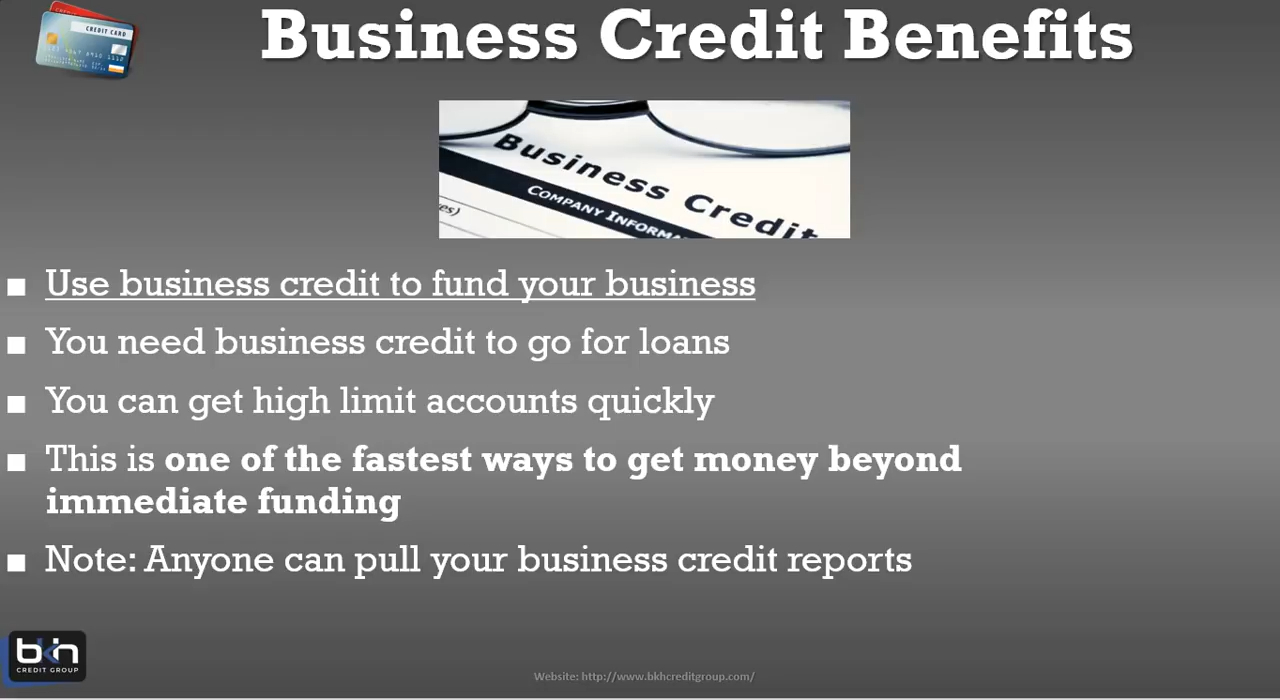 CREDIT CARD
Business Credit Benefits
Business Credit
COMPANY INFORMA
es)
■ Use business credit to fund your business
■ You need business credit to go for loans
■ You can get high limit accounts quickly
■ This is one of the fastest ways to get money beyond
immediate funding
■ Note: Anyone can pull your business credit reports
bkh
CREDIT GROUP
Website: http://www.bkhcreditgroup.com/